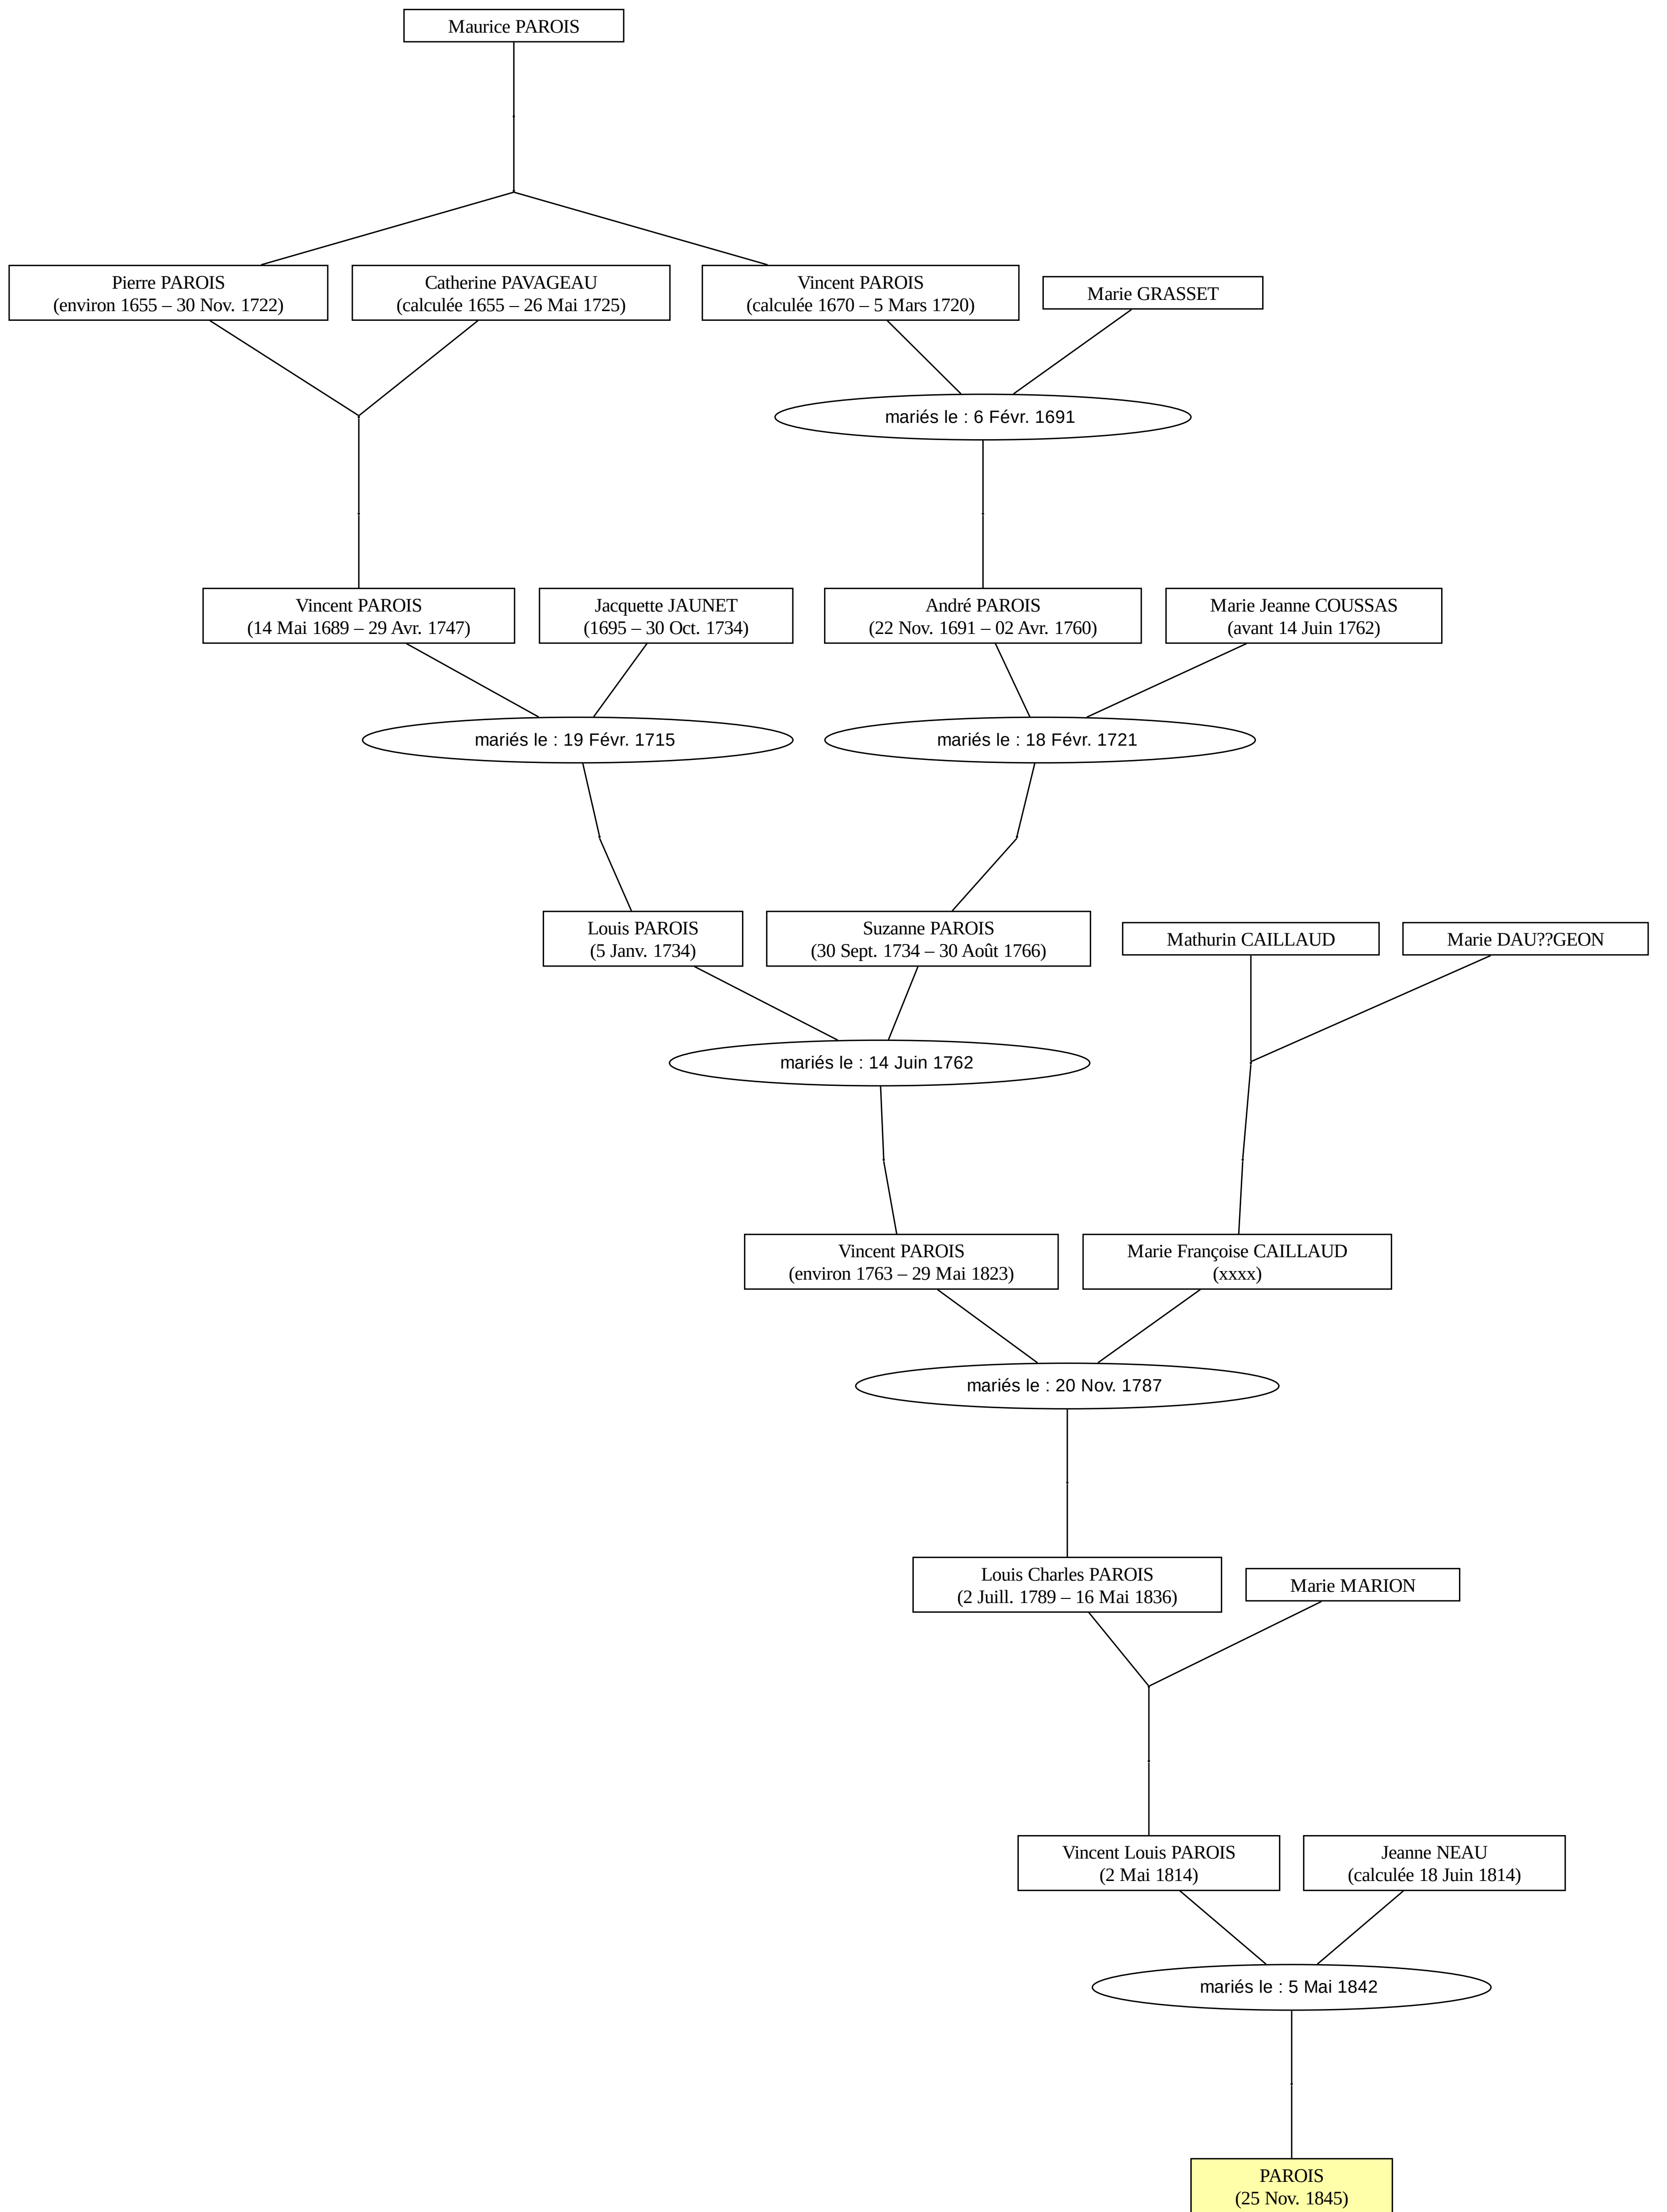 Maurice PAROIS
Pierre PAROIS
(environ 1655 – 30 Nov. 1722)
Catherine PAVAGEAU
(calculée 1655 – 26 Mai 1725)
Vincent PAROIS
(calculée 1670 – 5 Mars 1720)
Marie GRASSET
mariés le : 6 Févr. 1691
Vincent PAROIS
(14 Mai 1689 – 29 Avr. 1747)
Jacquette JAUNET
(1695 – 30 Oct. 1734)
André PAROIS
(22 Nov. 1691 – 02 Avr. 1760)
Marie Jeanne COUSSAS
(avant 14 Juin 1762)
mariés le : 19 Févr. 1715
mariés le : 18 Févr. 1721
Louis PAROIS
(5 Janv. 1734)
Suzanne PAROIS
(30 Sept. 1734 – 30 Août 1766)
Mathurin CAILLAUD
Marie DAU??GEON
mariés le : 14 Juin 1762
Vincent PAROIS
(environ 1763 – 29 Mai 1823)
Marie Françoise CAILLAUD
(xxxx)
mariés le : 20 Nov. 1787
Louis Charles PAROIS
(2 Juill. 1789 – 16 Mai 1836)
Marie MARION
Vincent Louis PAROIS
(2 Mai 1814)
Jeanne NEAU
(calculée 18 Juin 1814)
mariés le : 5 Mai 1842
PAROIS
(25 Nov. 1845)